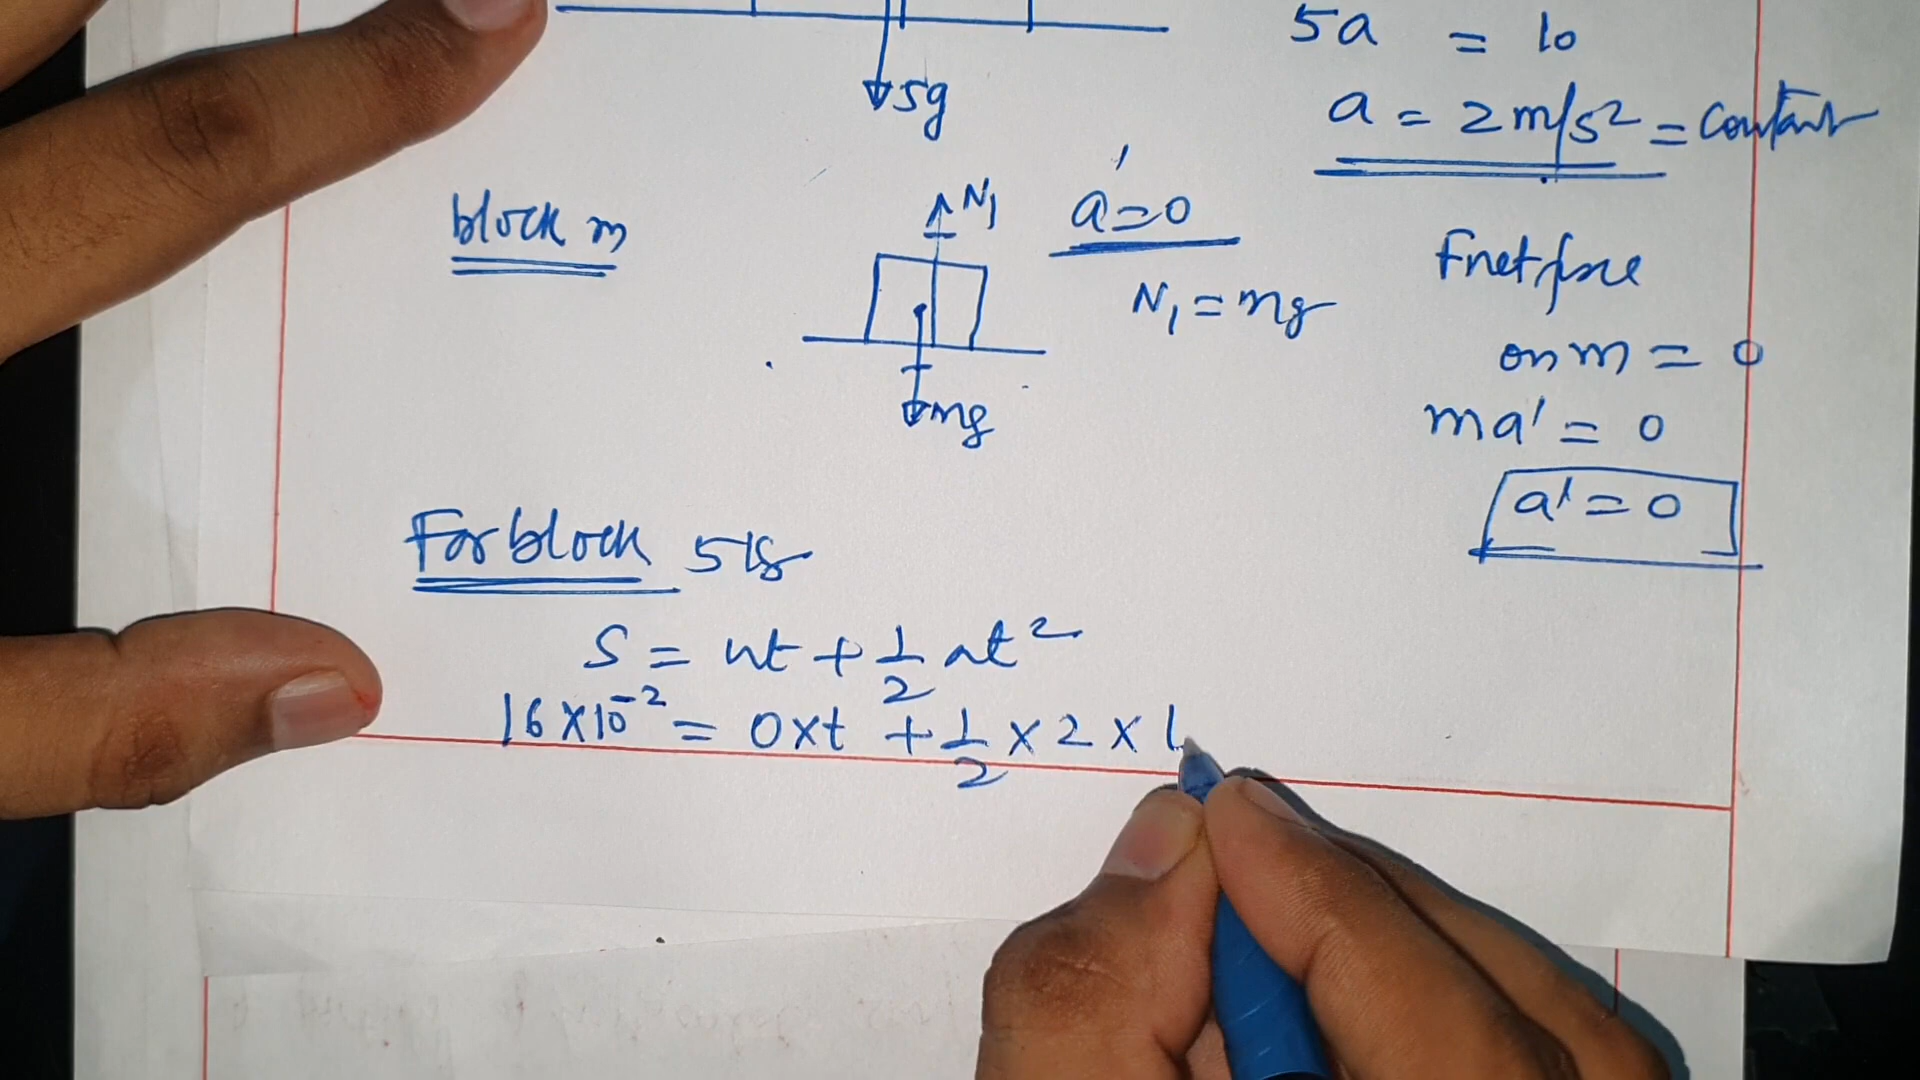 5a = 10
5g
a = 2 m/s² = Contant
block m
N₁
a'=0
Fnet force
N₁ = mg
on m = 0
mg
ma' = 0
a' = 0
For block 5kg
S = ut + 1/2 at²
16×10⁻² = 0×t + 1/2 × 2 × t